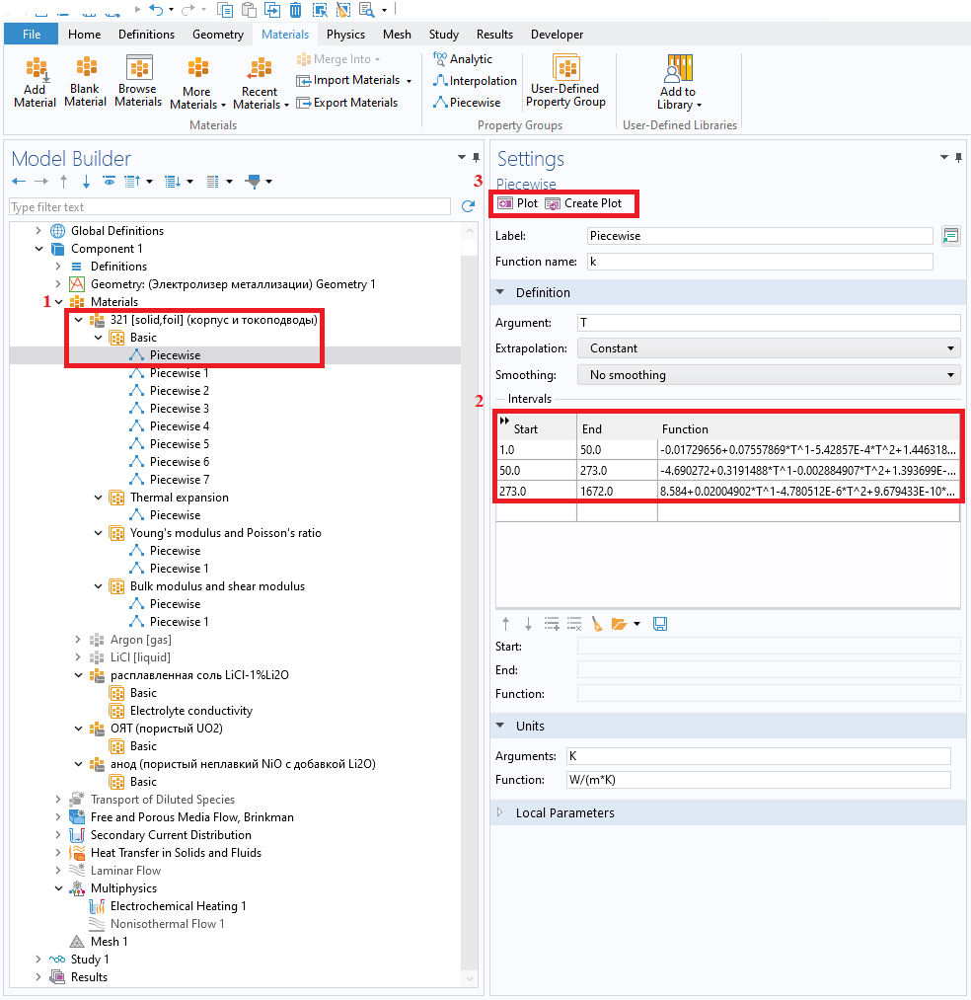 File Home Definitions Geometry Materials Physics Mesh Study Results Developer
Add Material
Blank Material
Browse Materials
More Materials
Recent Materials
Merge Into
Import Materials
Export Materials
Materials
Analytic
Interpolation
Piecewise
User-Defined Property Group
Property Groups
Add to Library
User-Defined Libraries
Model Builder
Type filter text
Global Definitions
Component 1
Definitions
Geometry: (Электролизер металлизации) Geometry 1
1
Materials
321 [solid,foil] (корпус и токоподводы)
Basic
Piecewise
Piecewise 1
Piecewise 2
Piecewise 3
Piecewise 4
Piecewise 5
Piecewise 6
Piecewise 7
Thermal expansion
Piecewise
Young's modulus and Poisson's ratio
Piecewise
Piecewise 1
Bulk modulus and shear modulus
Piecewise
Piecewise 1
Argon [gas]
LiCl [liquid]
расплавленная соль LiCl-1%Li2O
Basic
Electrolyte conductivity
ОЯТ (пористый UO2)
Basic
анод (пористый неплавкий NiO с добавкой Li2O)
Basic
Transport of Diluted Species
Free and Porous Media Flow, Brinkman
Secondary Current Distribution
Heat Transfer in Solids and Fluids
Laminar Flow
Multiphysics
Electrochemical Heating 1
Nonisothermal Flow 1
Mesh 1
Study 1
Results
Settings
Piecewise
3
Plot Create Plot
Label: Piecewise
Function name: k
Definition
Argument: T
Extrapolation: Constant
Smoothing: No smoothing
Intervals
2
Start End Function
1.0 50.0 -0.01729656+0.07557869*T^1-5.42857E-4*T^2+1.446318...
50.0 273.0 -4.690272+0.3191488*T^1-0.002884907*T^2+1.393699E-...
273.0 1672.0 8.584+0.02004902*T^1-4.780512E-6*T^2+9.679433E-10*...
Start:
End:
Function:
Units
Arguments: K
Function: W/(m*K)
Local Parameters